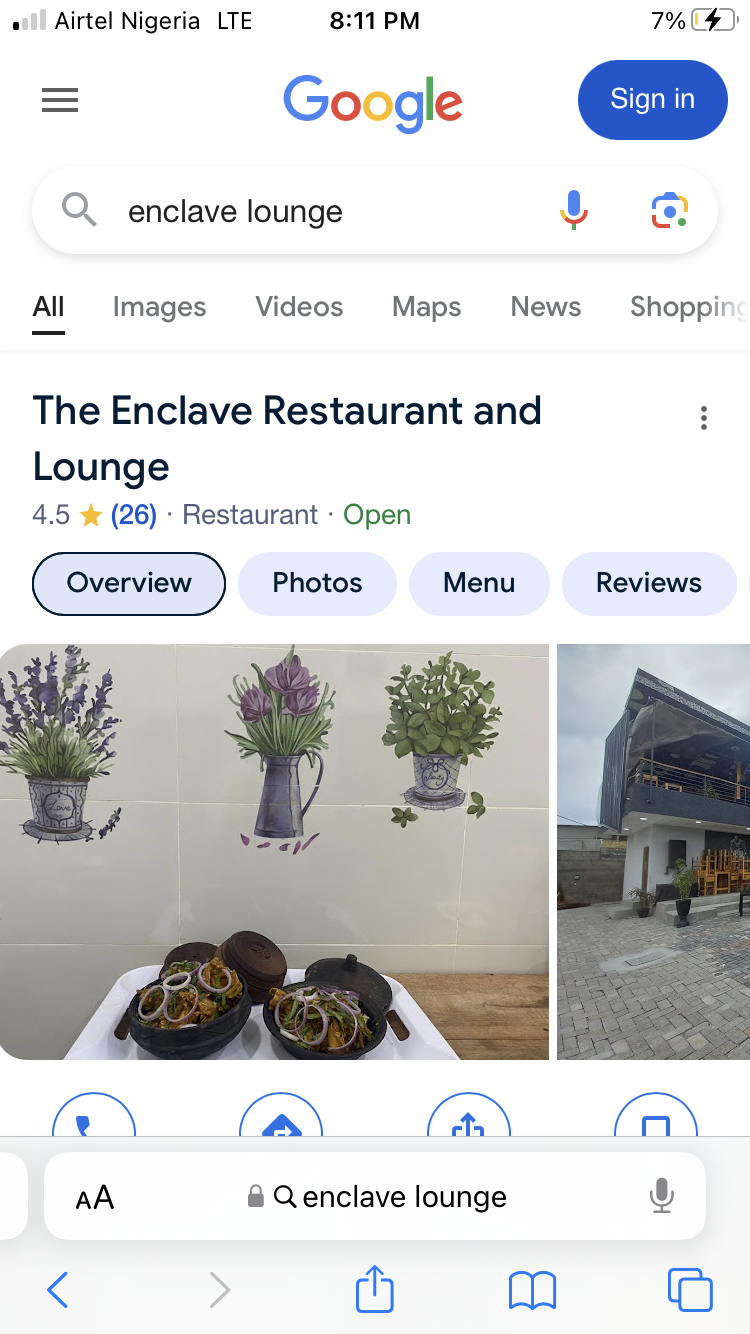 Airtel Nigeria LTE 8:11 PM 7%
Google Sign in
enclave lounge
All Images Videos Maps News Shopping
The Enclave Restaurant and
Lounge
4.5 (26) · Restaurant · Open
Overview Photos Menu Reviews
Love
AA enclave lounge